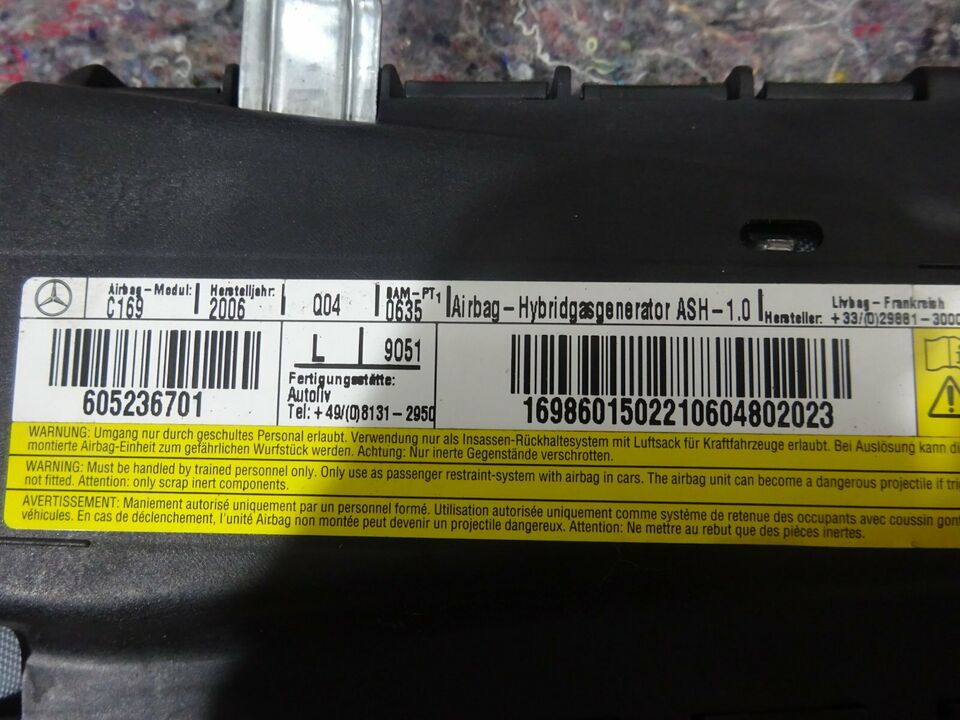 Airbag-Modul: Herstelljahr: BAM-PT1
C169 2006 Q04 0635 Airbag-Hybridgasgenerator ASH-1.0 Hersteller: Livbag-Frankreich
+33/(0)29881-3000
L 9051
Fertigungsstätte:
Autoliv
Tel: +49/(0)8131-2950
605236701
1698601502210604802023
WARNUNG: Umgang nur durch geschultes Personal erlaubt. Verwendung nur als Insassen-Rückhaltesystem mit Luftsack für Kraftfahrzeuge erlaubt. Bei Auslösung kann di
montierte Airbag-Einheit zum gefährlichen Wurfstück werden. Achtung: Nur inerte Gegenstände verschrotten.
WARNING: Must be handled by trained personnel only. Only use as passenger restraint-system with airbag in cars. The airbag unit can become a dangerous projectile if tri
not fitted. Attention: only scrap inert components.
AVERTISSEMENT: Maniement autorisé uniquement par un personnel formé. Utilisation autorisée uniquement comme système de retenue des occupants avec coussin gonf
véhicules. En cas de déclenchement, l'unité Airbag non montée peut devenir un projectile dangereux. Attention: Ne mettre au rebut que des pièces inertes.